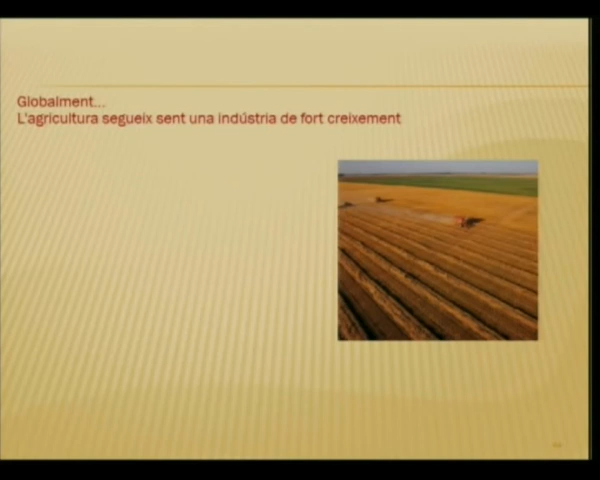 Globalment...
L'agricultura segueix sent una indústria de fort creixement